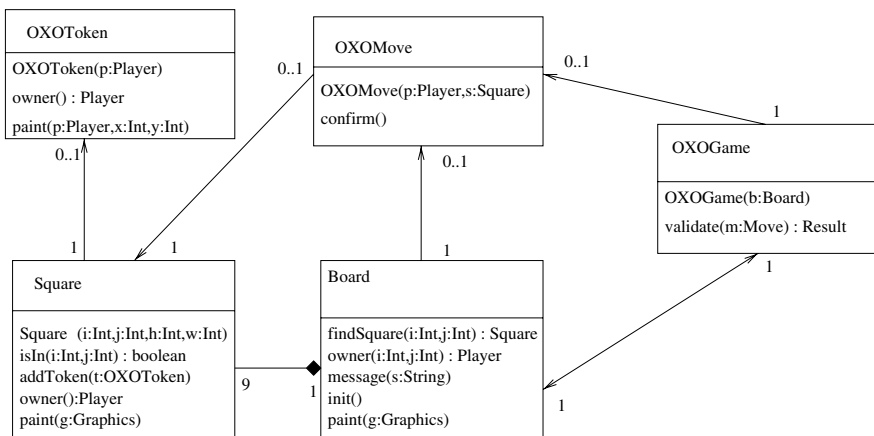 OXOToken
OXOToken(p:Player)
owner() : Player
paint(p:Player,x:Int,y:Int)
0..1
1
OXOMove
OXOMove(p:Player,s:Square)
confirm()
0..1
1
0..1
1
0..1
1
OXOGame
OXOGame(b:Board)
validate(m:Move) : Result
1
1
Square
Square (i:Int,j:Int,h:Int,w:Int)
isIn(i:Int,j:Int) : boolean
addToken(t:OXOToken)
owner():Player
paint(g:Graphics)
9
1
Board
findSquare(i:Int,j:Int) : Square
owner(i:Int,j:Int) : Player
message(s:String)
init()
paint(g:Graphics)